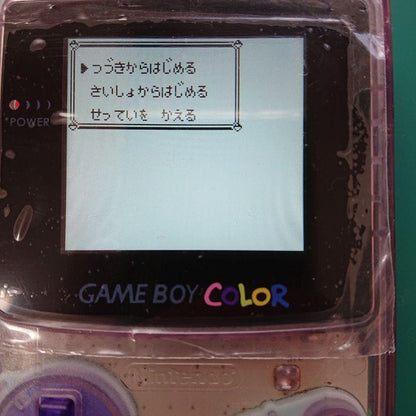 つづきからはじめる
さいしょからはじめる
せっていを　かえる
POWER
GAME BOY COLOR
Nintendo